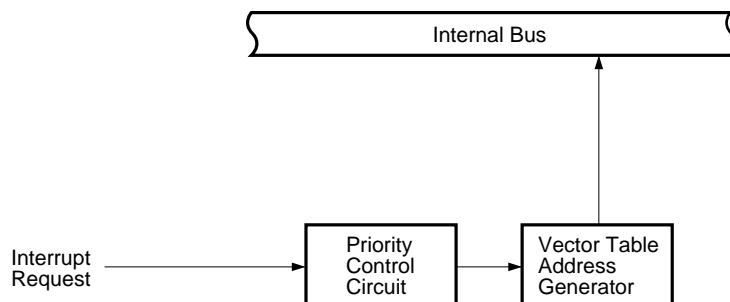 Internal Bus
Interrupt
Request
Priority
Control
Circuit
Vector Table
Address
Generator